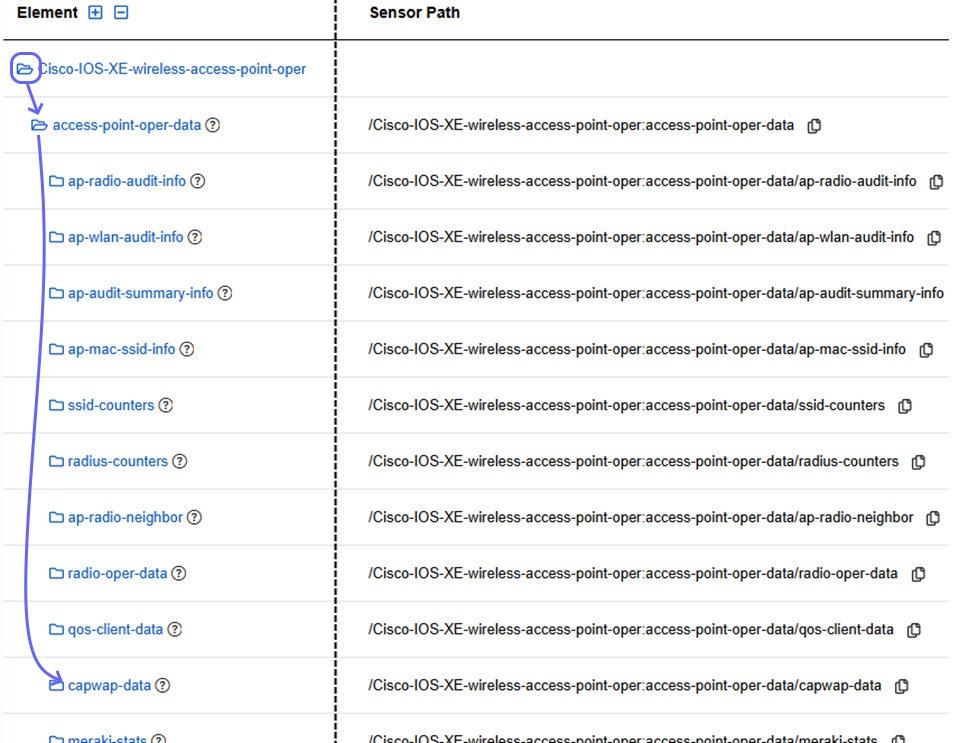 Element Sensor Path
Cisco-IOS-XE-wireless-access-point-oper
access-point-oper-data ? /Cisco-IOS-XE-wireless-access-point-oper:access-point-oper-data
ap-radio-audit-info ? /Cisco-IOS-XE-wireless-access-point-oper:access-point-oper-data/ap-radio-audit-info
ap-wlan-audit-info ? /Cisco-IOS-XE-wireless-access-point-oper:access-point-oper-data/ap-wlan-audit-info
ap-audit-summary-info ? /Cisco-IOS-XE-wireless-access-point-oper:access-point-oper-data/ap-audit-summary-info
ap-mac-ssid-info ? /Cisco-IOS-XE-wireless-access-point-oper:access-point-oper-data/ap-mac-ssid-info
ssid-counters ? /Cisco-IOS-XE-wireless-access-point-oper:access-point-oper-data/ssid-counters
radius-counters ? /Cisco-IOS-XE-wireless-access-point-oper:access-point-oper-data/radius-counters
ap-radio-neighbor ? /Cisco-IOS-XE-wireless-access-point-oper:access-point-oper-data/ap-radio-neighbor
radio-oper-data ? /Cisco-IOS-XE-wireless-access-point-oper:access-point-oper-data/radio-oper-data
qos-client-data ? /Cisco-IOS-XE-wireless-access-point-oper:access-point-oper-data/qos-client-data
capwap-data ? /Cisco-IOS-XE-wireless-access-point-oper:access-point-oper-data/capwap-data
meraki-stats ? /Cisco-IOS-XE-wireless-access-point-oper:access-point-oper-data/meraki-stats